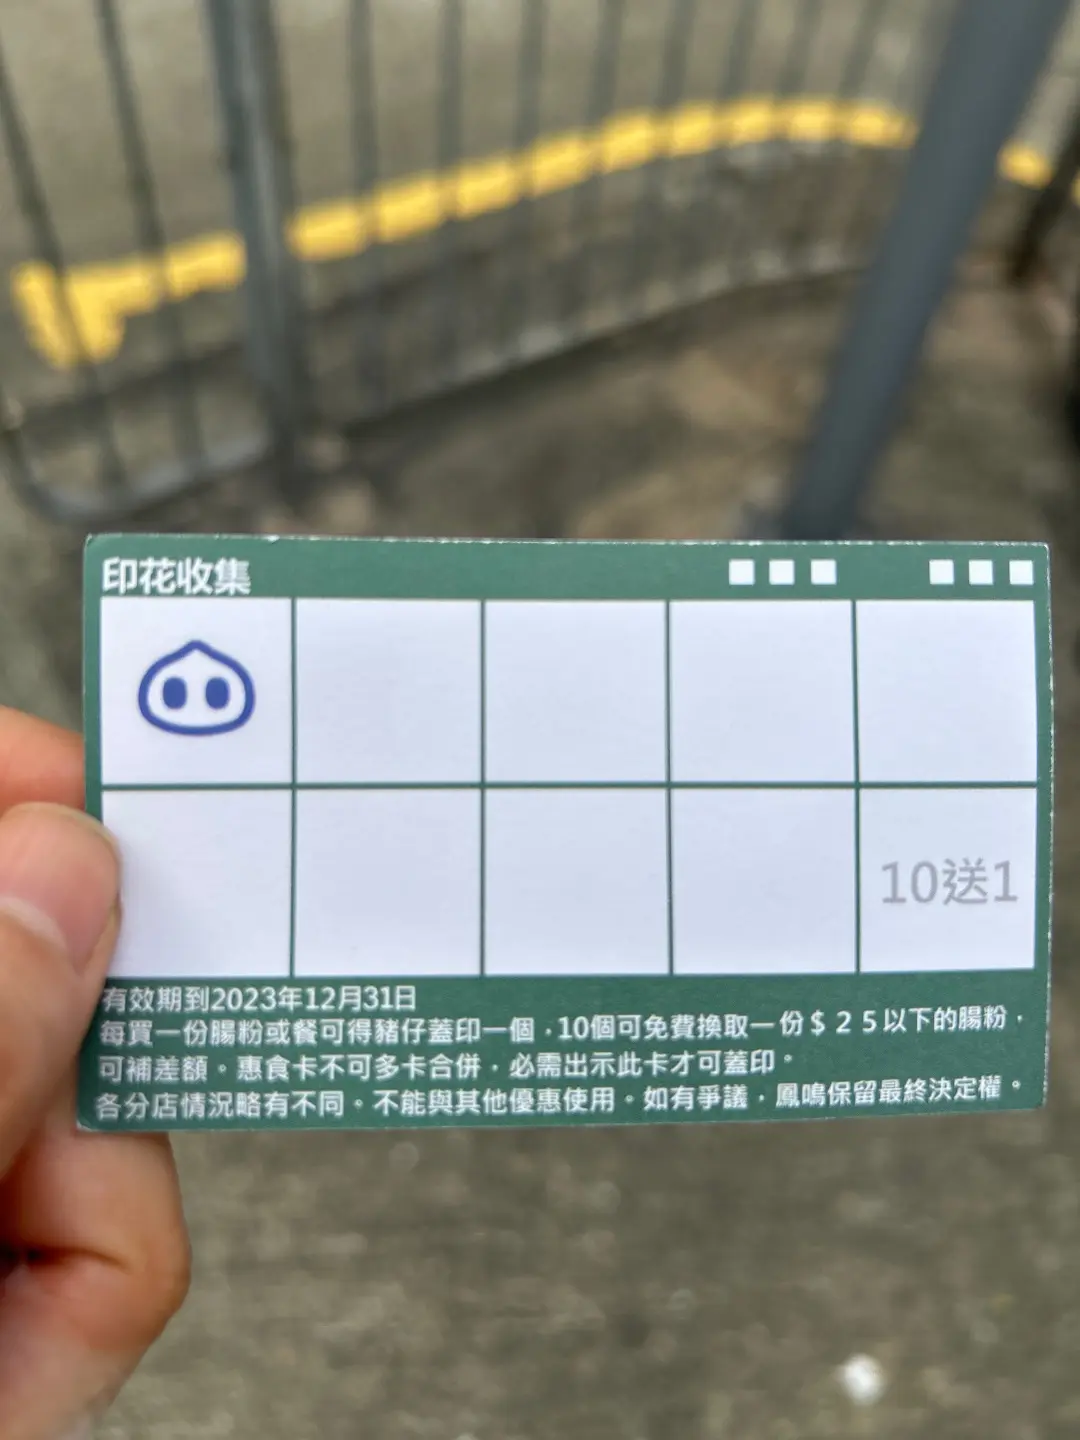 印花收集
10送1
有效期到2023年12月31日
每買一份腸粉或餐可得豬仔蓋印一個，10個可免費換取一份＄２５以下的腸粉，
可補差額。惠食卡不可多卡合併，必需出示此卡才可蓋印。
各分店情況略有不同。不能與其他優惠使用。如有爭議，鳳鳴保留最終決定權。